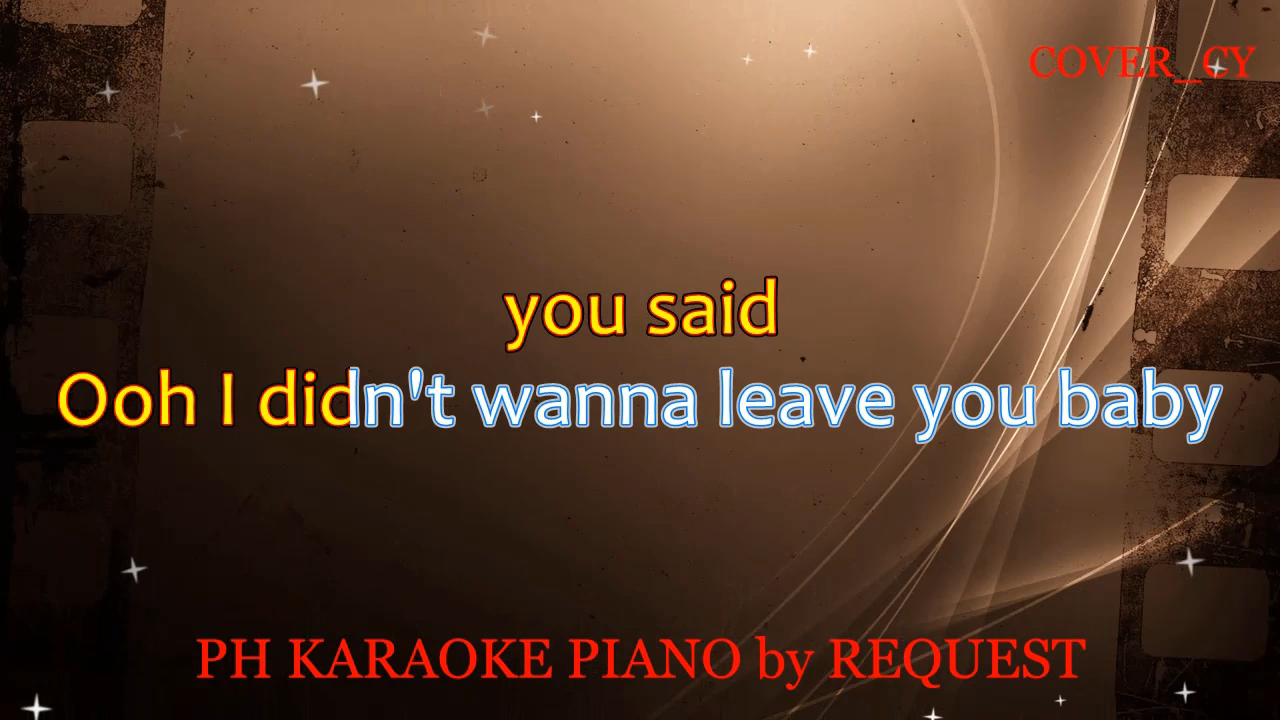 COVER_CY
you said
Ooh I didn't wanna leave you baby
PH KARAOKE PIANO by REQUEST